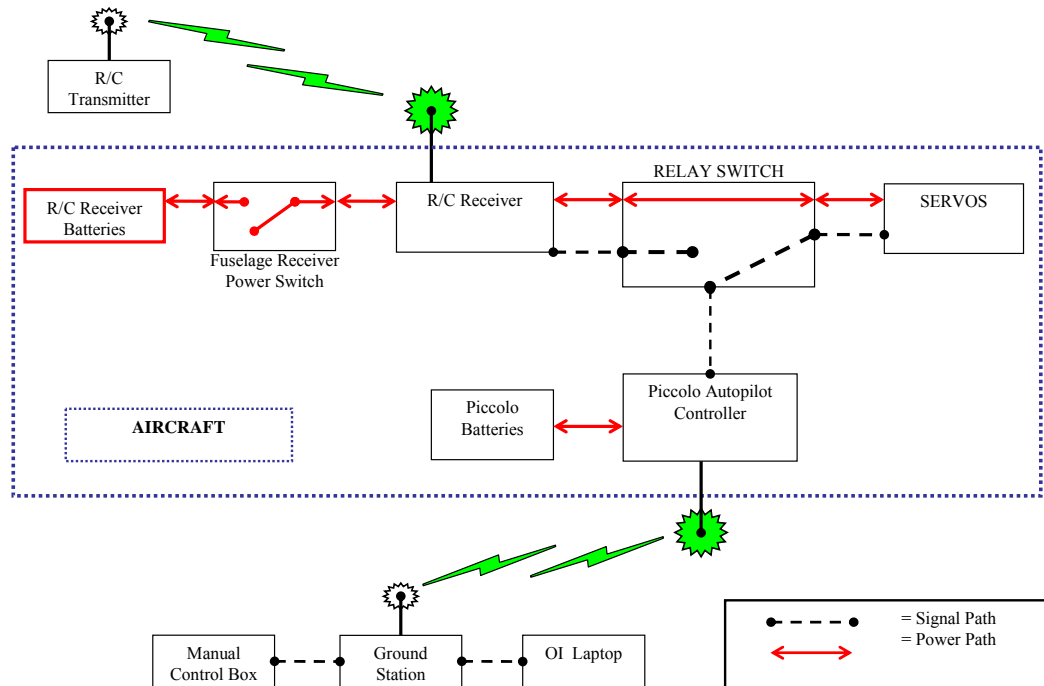 R/C
Transmitter
RELAY SWITCH
R/C Receiver
Batteries
R/C Receiver
SERVOS
Fuselage Receiver
Power Switch
Piccolo
Batteries
Piccolo Autopilot
Controller
AIRCRAFT
Manual
Control Box
Ground
Station
OI Laptop
= Signal Path
= Power Path